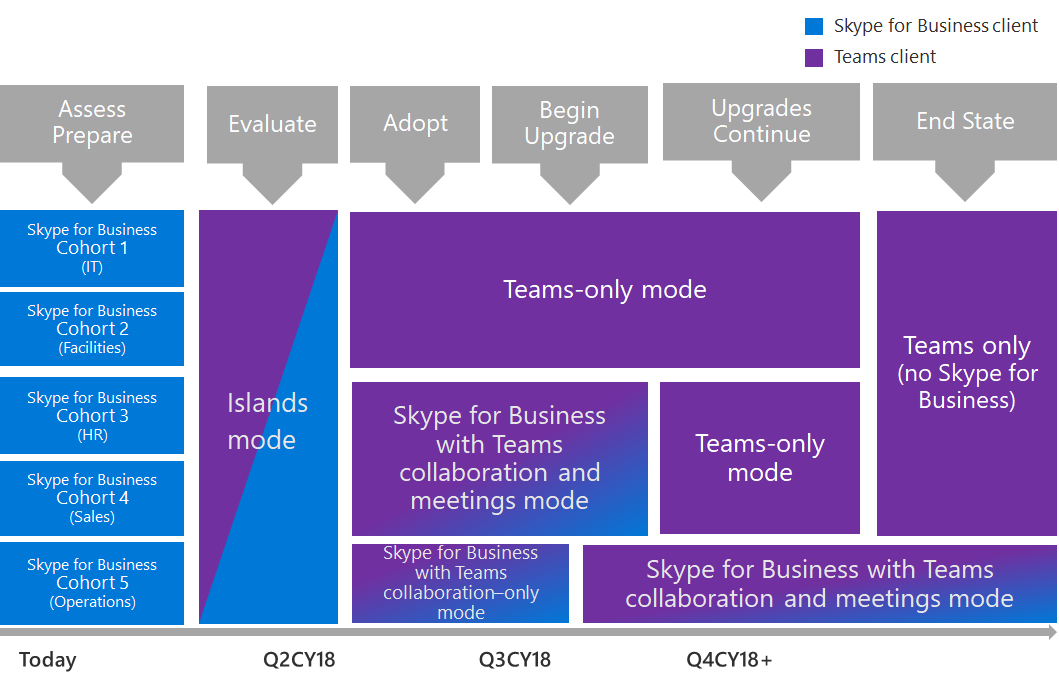 Skype for Business client
Teams client
Assess
Prepare
Evaluate
Adopt
Begin
Upgrade
Upgrades
Continue
End State
Skype for Business
Cohort 1
(IT)
Skype for Business
Cohort 2
(Facilities)
Skype for Business
Cohort 3
(HR)
Skype for Business
Cohort 4
(Sales)
Skype for Business
Cohort 5
(Operations)
Islands
mode
Teams-only mode
Skype for Business
with Teams
collaboration and
meetings mode
Teams-only
mode
Teams only
(no Skype for
Business)
Skype for Business
with Teams
collaboration–only
mode
Skype for Business with Teams
collaboration and meetings mode
Today
Q2CY18
Q3CY18
Q4CY18+